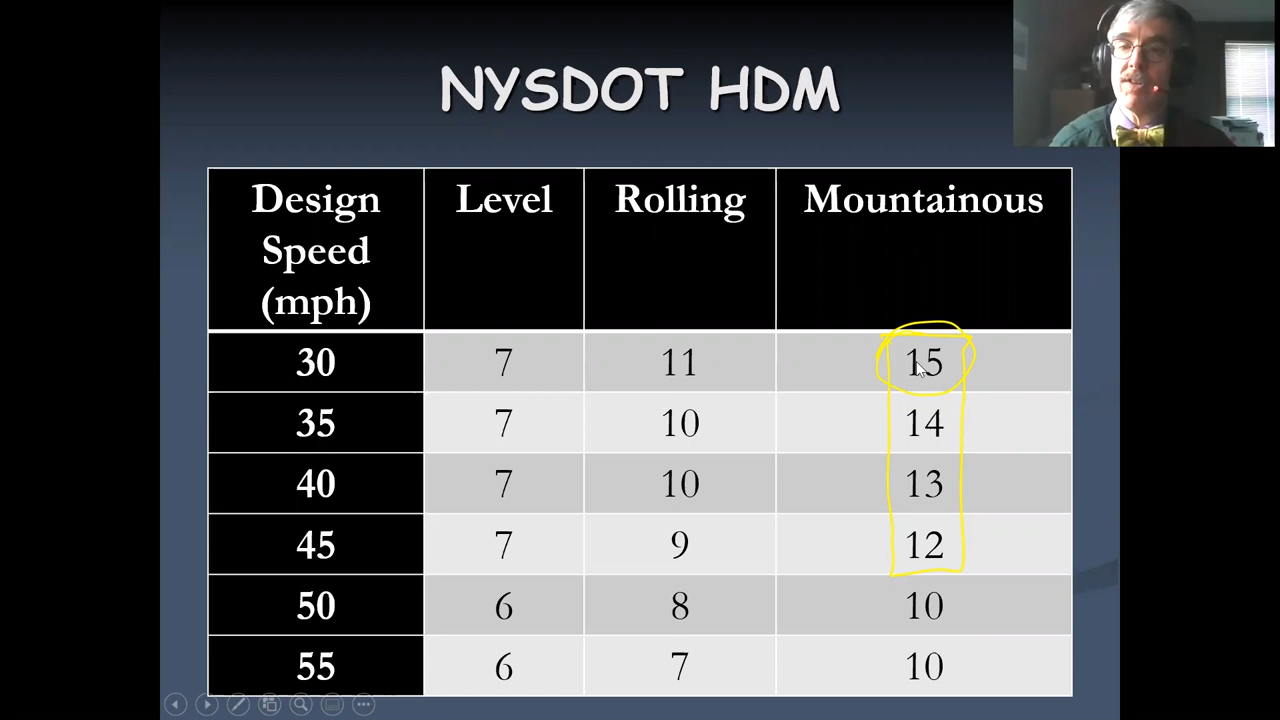 NYSDOT HDM
Design Speed (mph) Level Rolling Mountainous
30 7 11 15
35 7 10 14
40 7 10 13
45 7 9 12
50 6 8 10
55 6 7 10